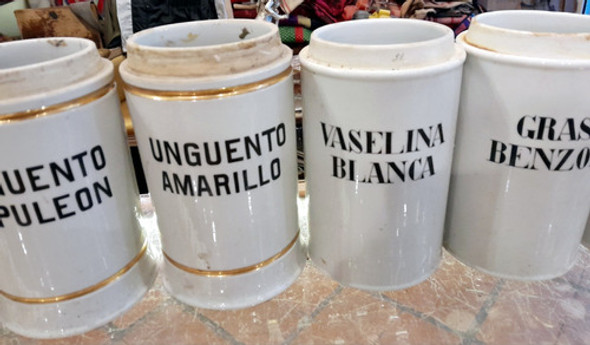 UENTO
PULEON
UNGUENTO
AMARILLO
VASELINA
BLANCA
GRAS
BENZO